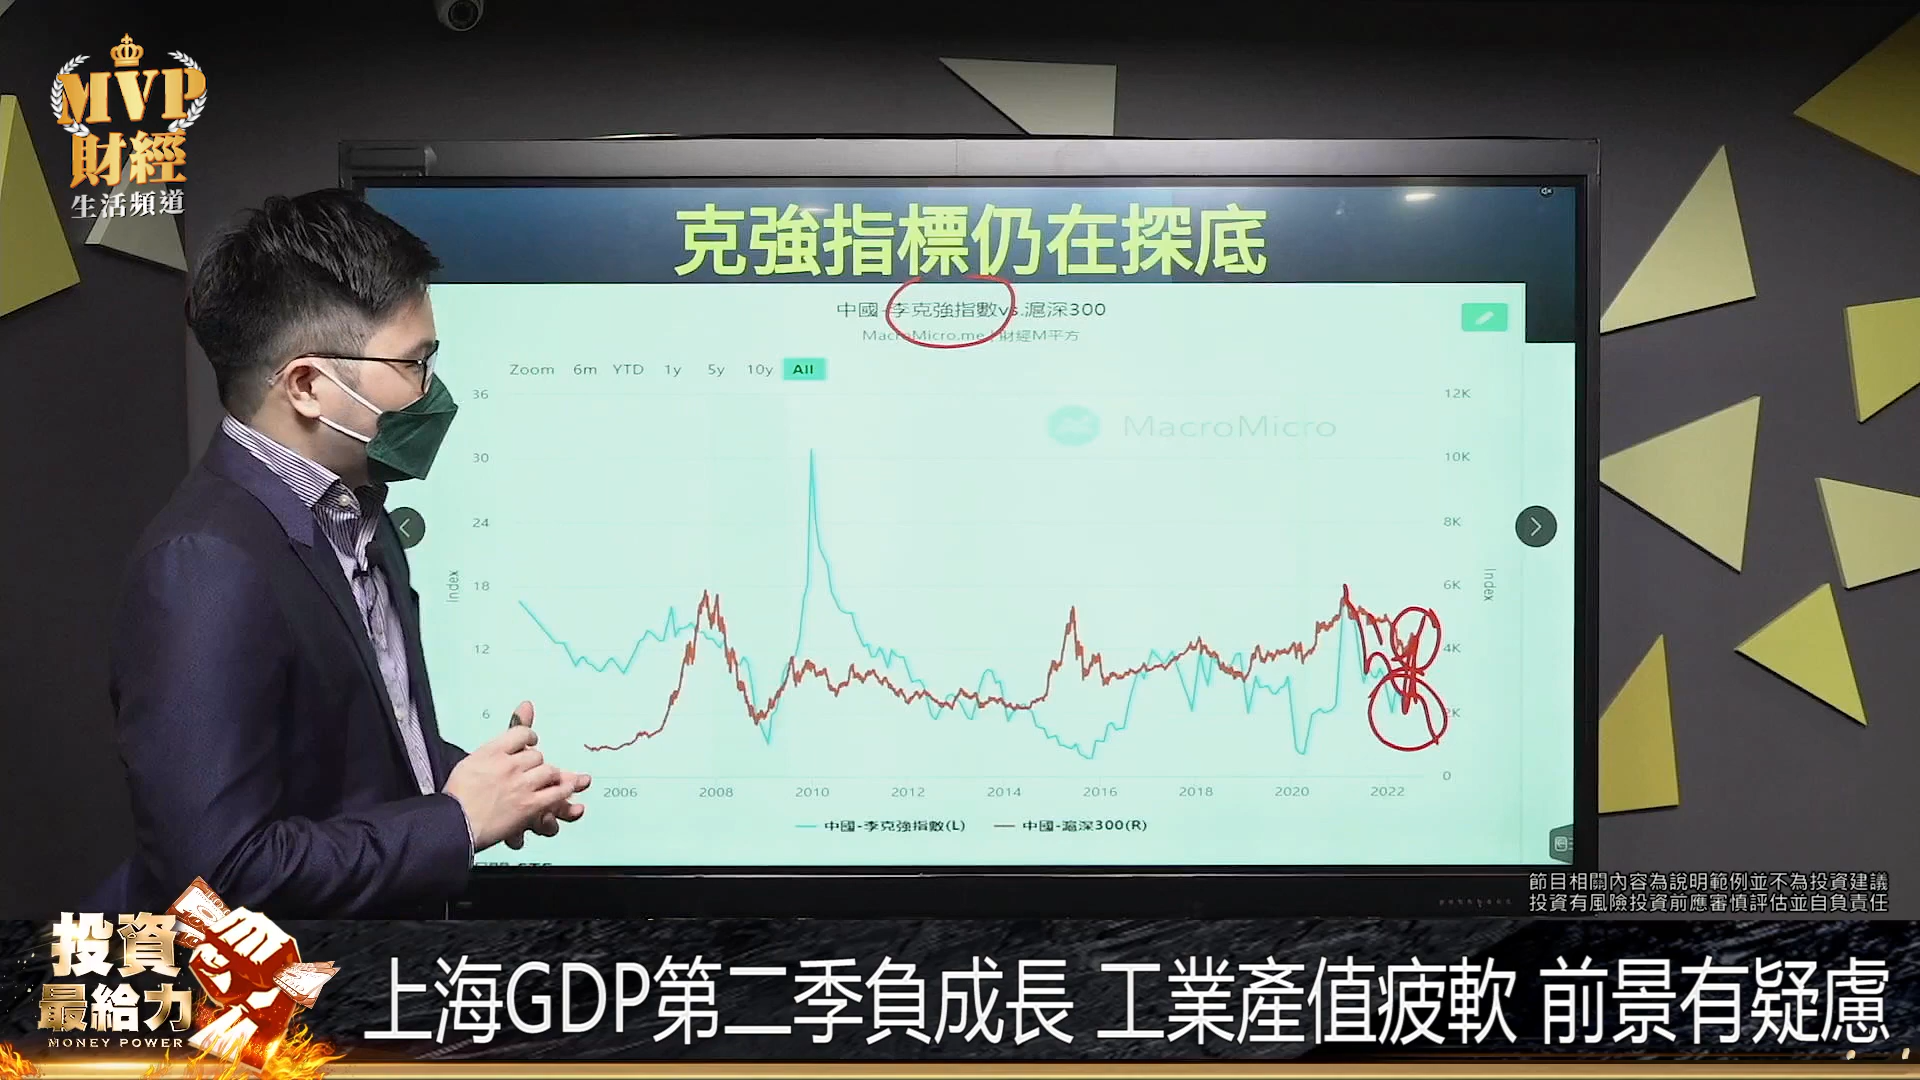 MVP
財經
生活頻道
克強指標仍在探底
中國-李克強指數vs.滬深300
MacroMicro.me | 財經M平方
Zoom 6m YTD 1y 5y 10y All
36 12K
MacroMicro
30 10K
24 8K
Index 18 6K Index
12 4K
6 2K
0
2006 2008 2010 2012 2014 2016 2018 2020 2022
中國-李克強指數(L) 中國-滬深300(R)
節目相關內容為說明範例並不為投資建議
投資有風險投資前應審慎評估並自負責任
投資
最給力
MONEY POWER
上海GDP第二季負成長 工業產值疲軟 前景有疑慮